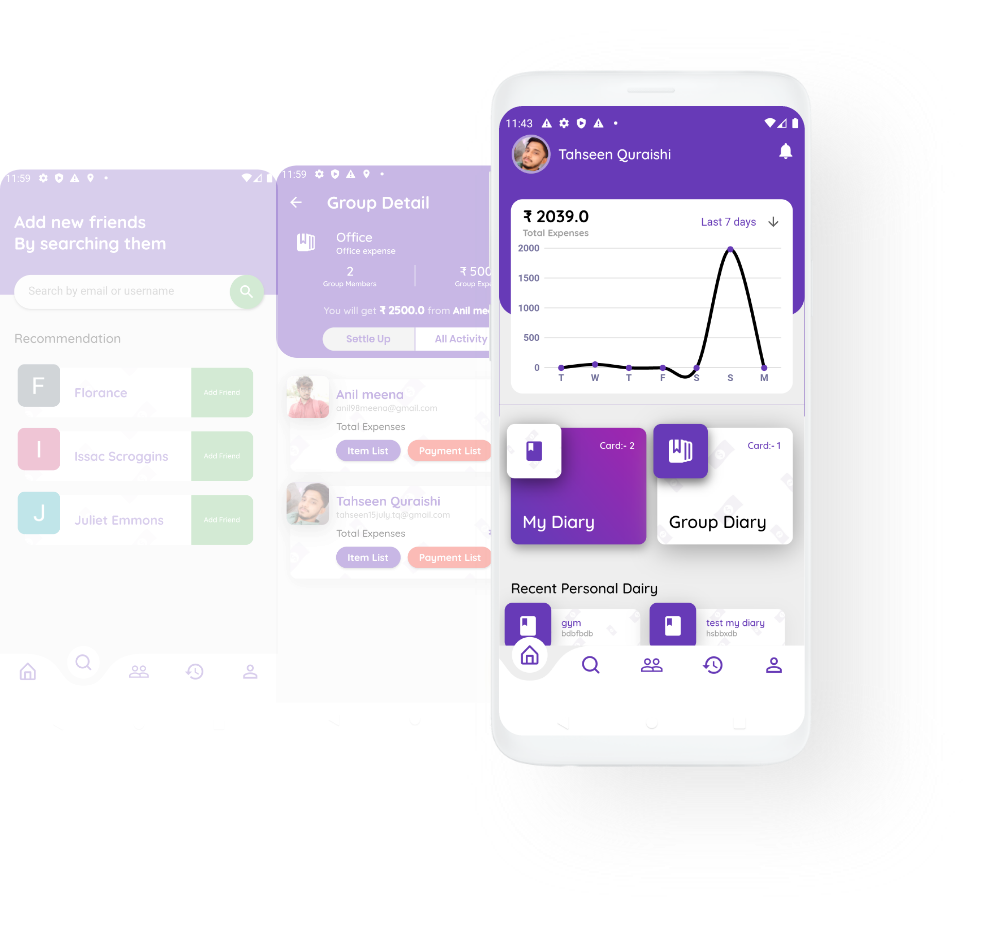 11:59
Add new friends
By searching them
Search by email or username
Recommendation
F
Florance
Add Friend
I
Issac Scroggins
Add Friend
J
Juliet Emmons
Add Friend
11:59
Group Detail
Office
Office expense
2
₹ 500
Group Members
Group Expe
You will get ₹ 2500.0 from Anil mee
Settle Up
All Activity
Anil meena
anil98meena@gmail.com
Total Expenses
Item List
Payment List
Tahseen Quraishi
tahseen15july.tq@gmail.com
Total Expenses
Item List
Payment List
11:43
Tahseen Quraishi
₹ 2039.0
Total Expenses
Last 7 days
2000
1500
1000
500
0
T W T F S S M
Card:- 2
My Diary
Card:- 1
Group Diary
Recent Personal Dairy
gym
bdbfbdb
test my diary
hsbbxdb